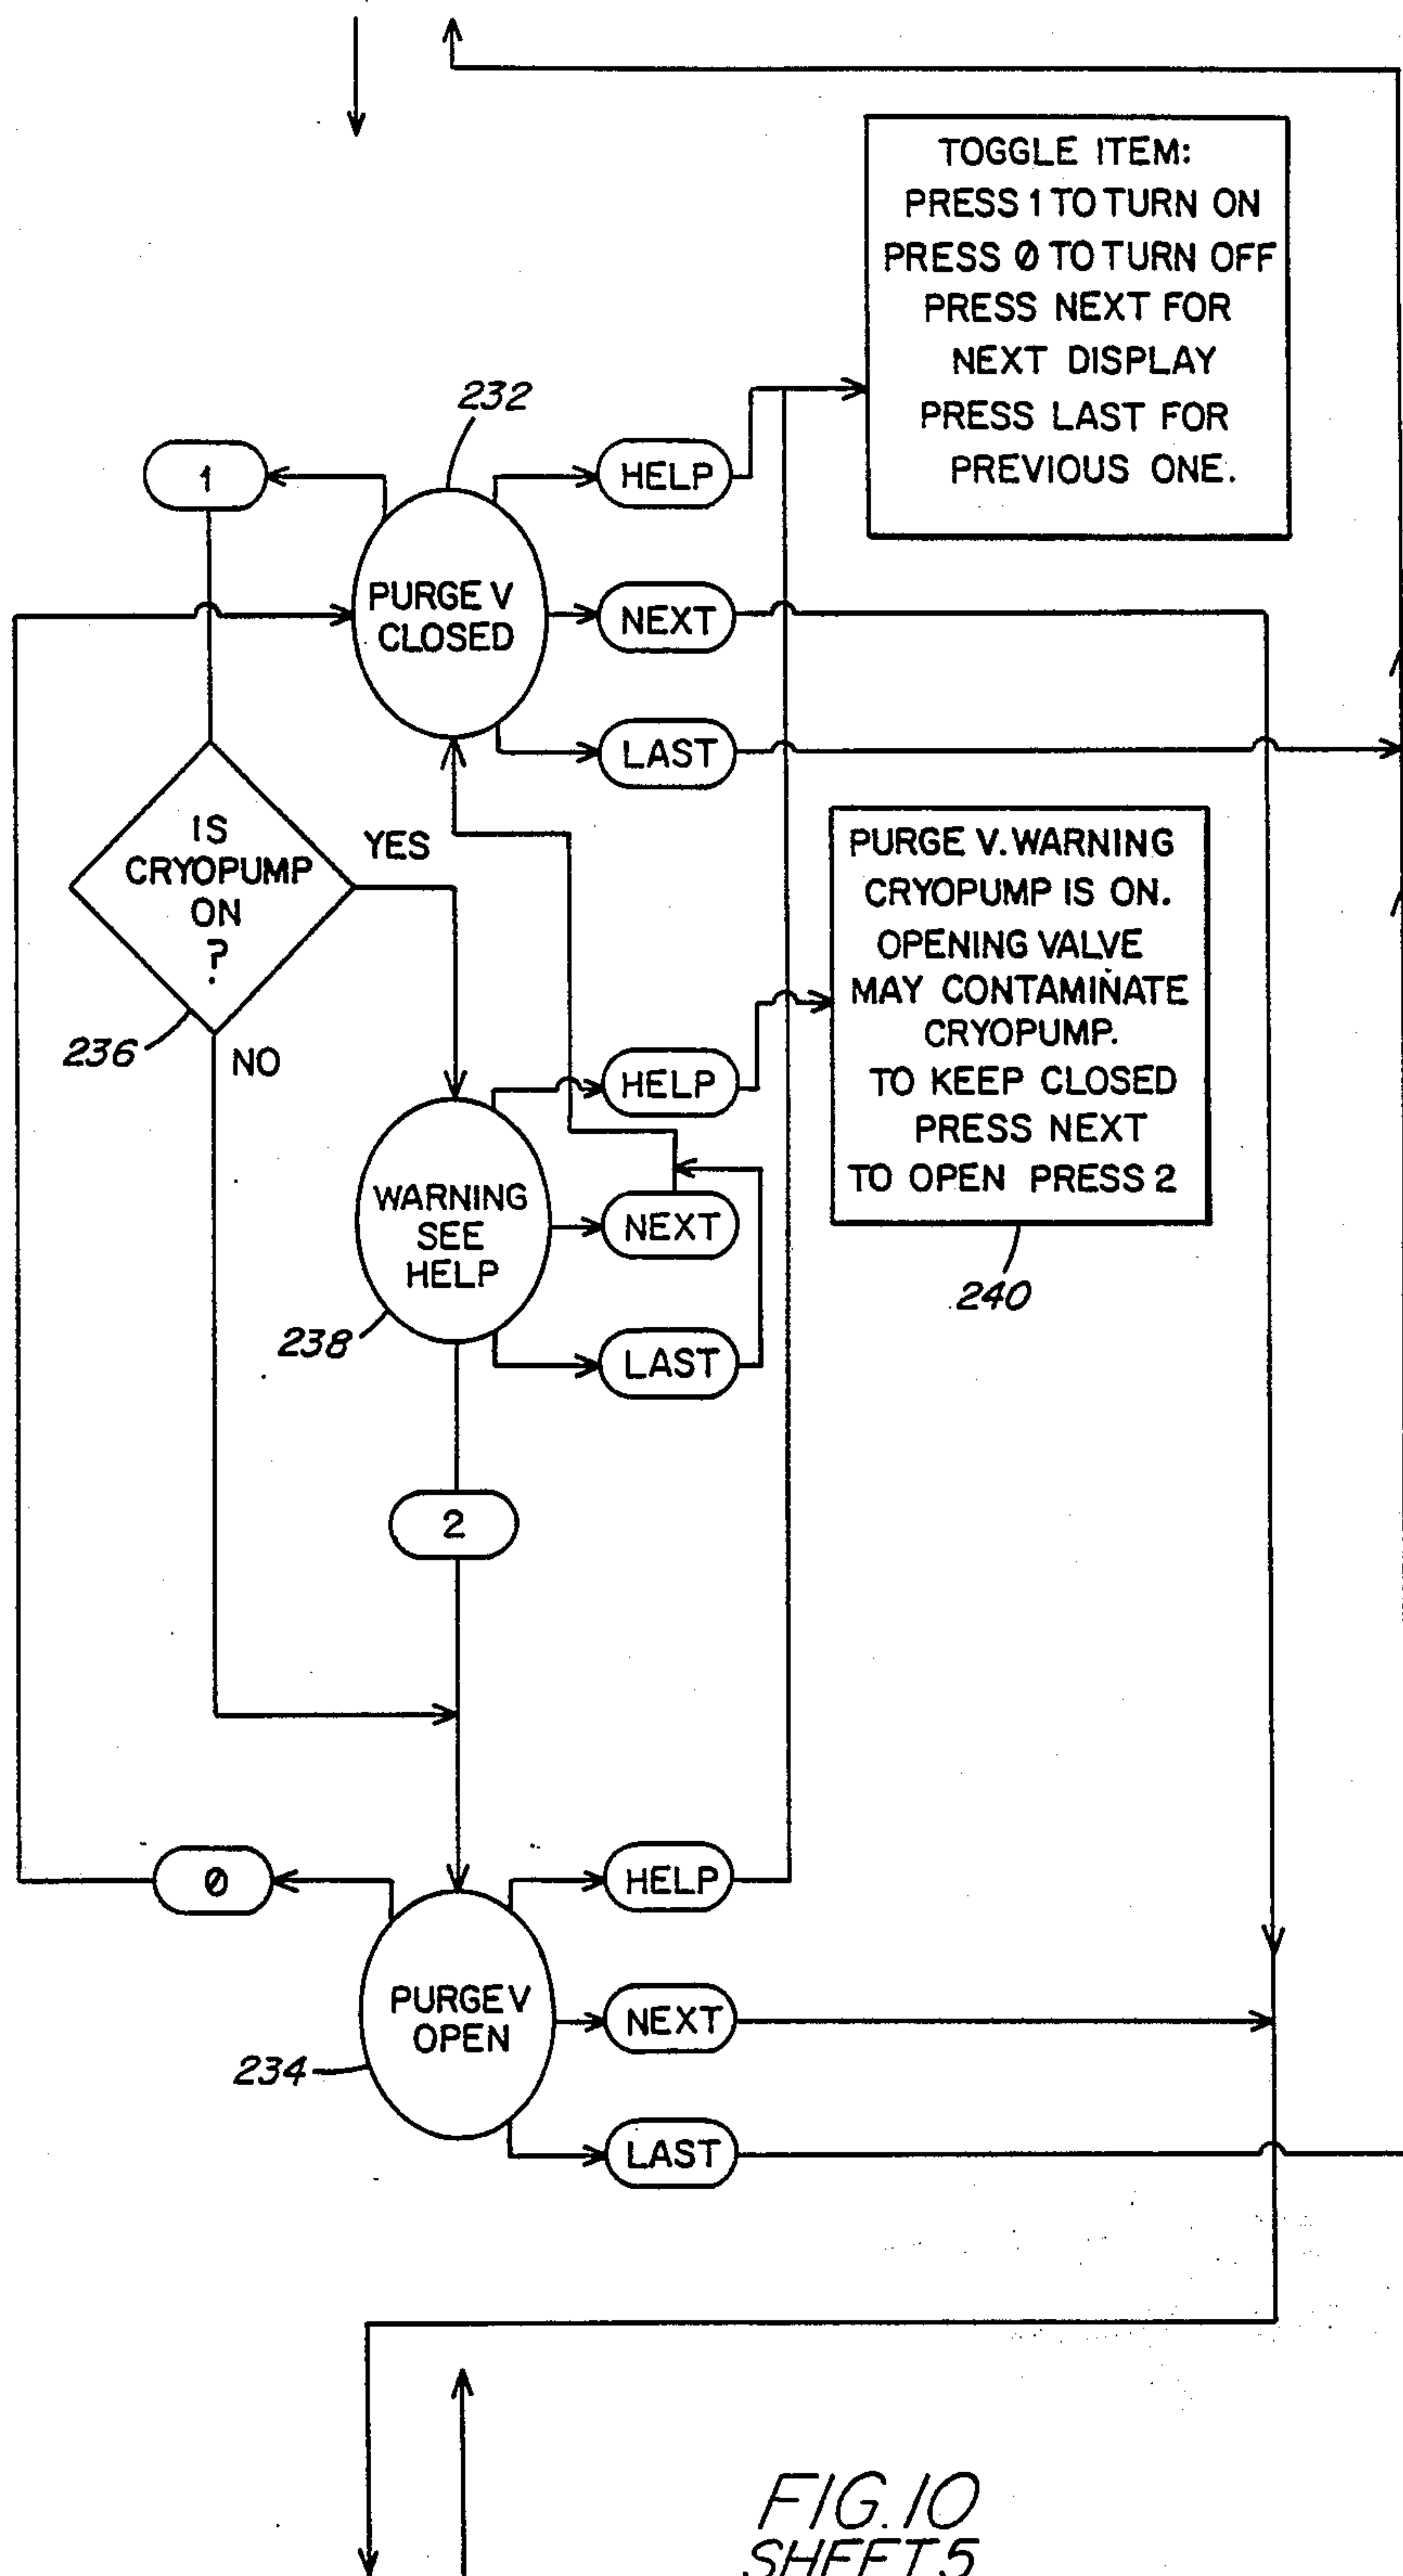 TOGGLE ITEM:
PRESS 1 TO TURN ON
PRESS 0 TO TURN OFF
PRESS NEXT FOR
NEXT DISPLAY
PRESS LAST FOR
PREVIOUS ONE.
232
1
HELP
PURGE V
CLOSED
NEXT
LAST
IS
CRYOPUMP
ON
?
YES
236
NO
PURGE V. WARNING
CRYOPUMP IS ON.
OPENING VALVE
MAY CONTAMINATE
CRYOPUMP.
TO KEEP CLOSED
PRESS NEXT
TO OPEN PRESS 2
240
HELP
WARNING
SEE
HELP
NEXT
238
LAST
2
0
HELP
PURGE V
OPEN
NEXT
234
LAST
FIG. 10
SHEET 5